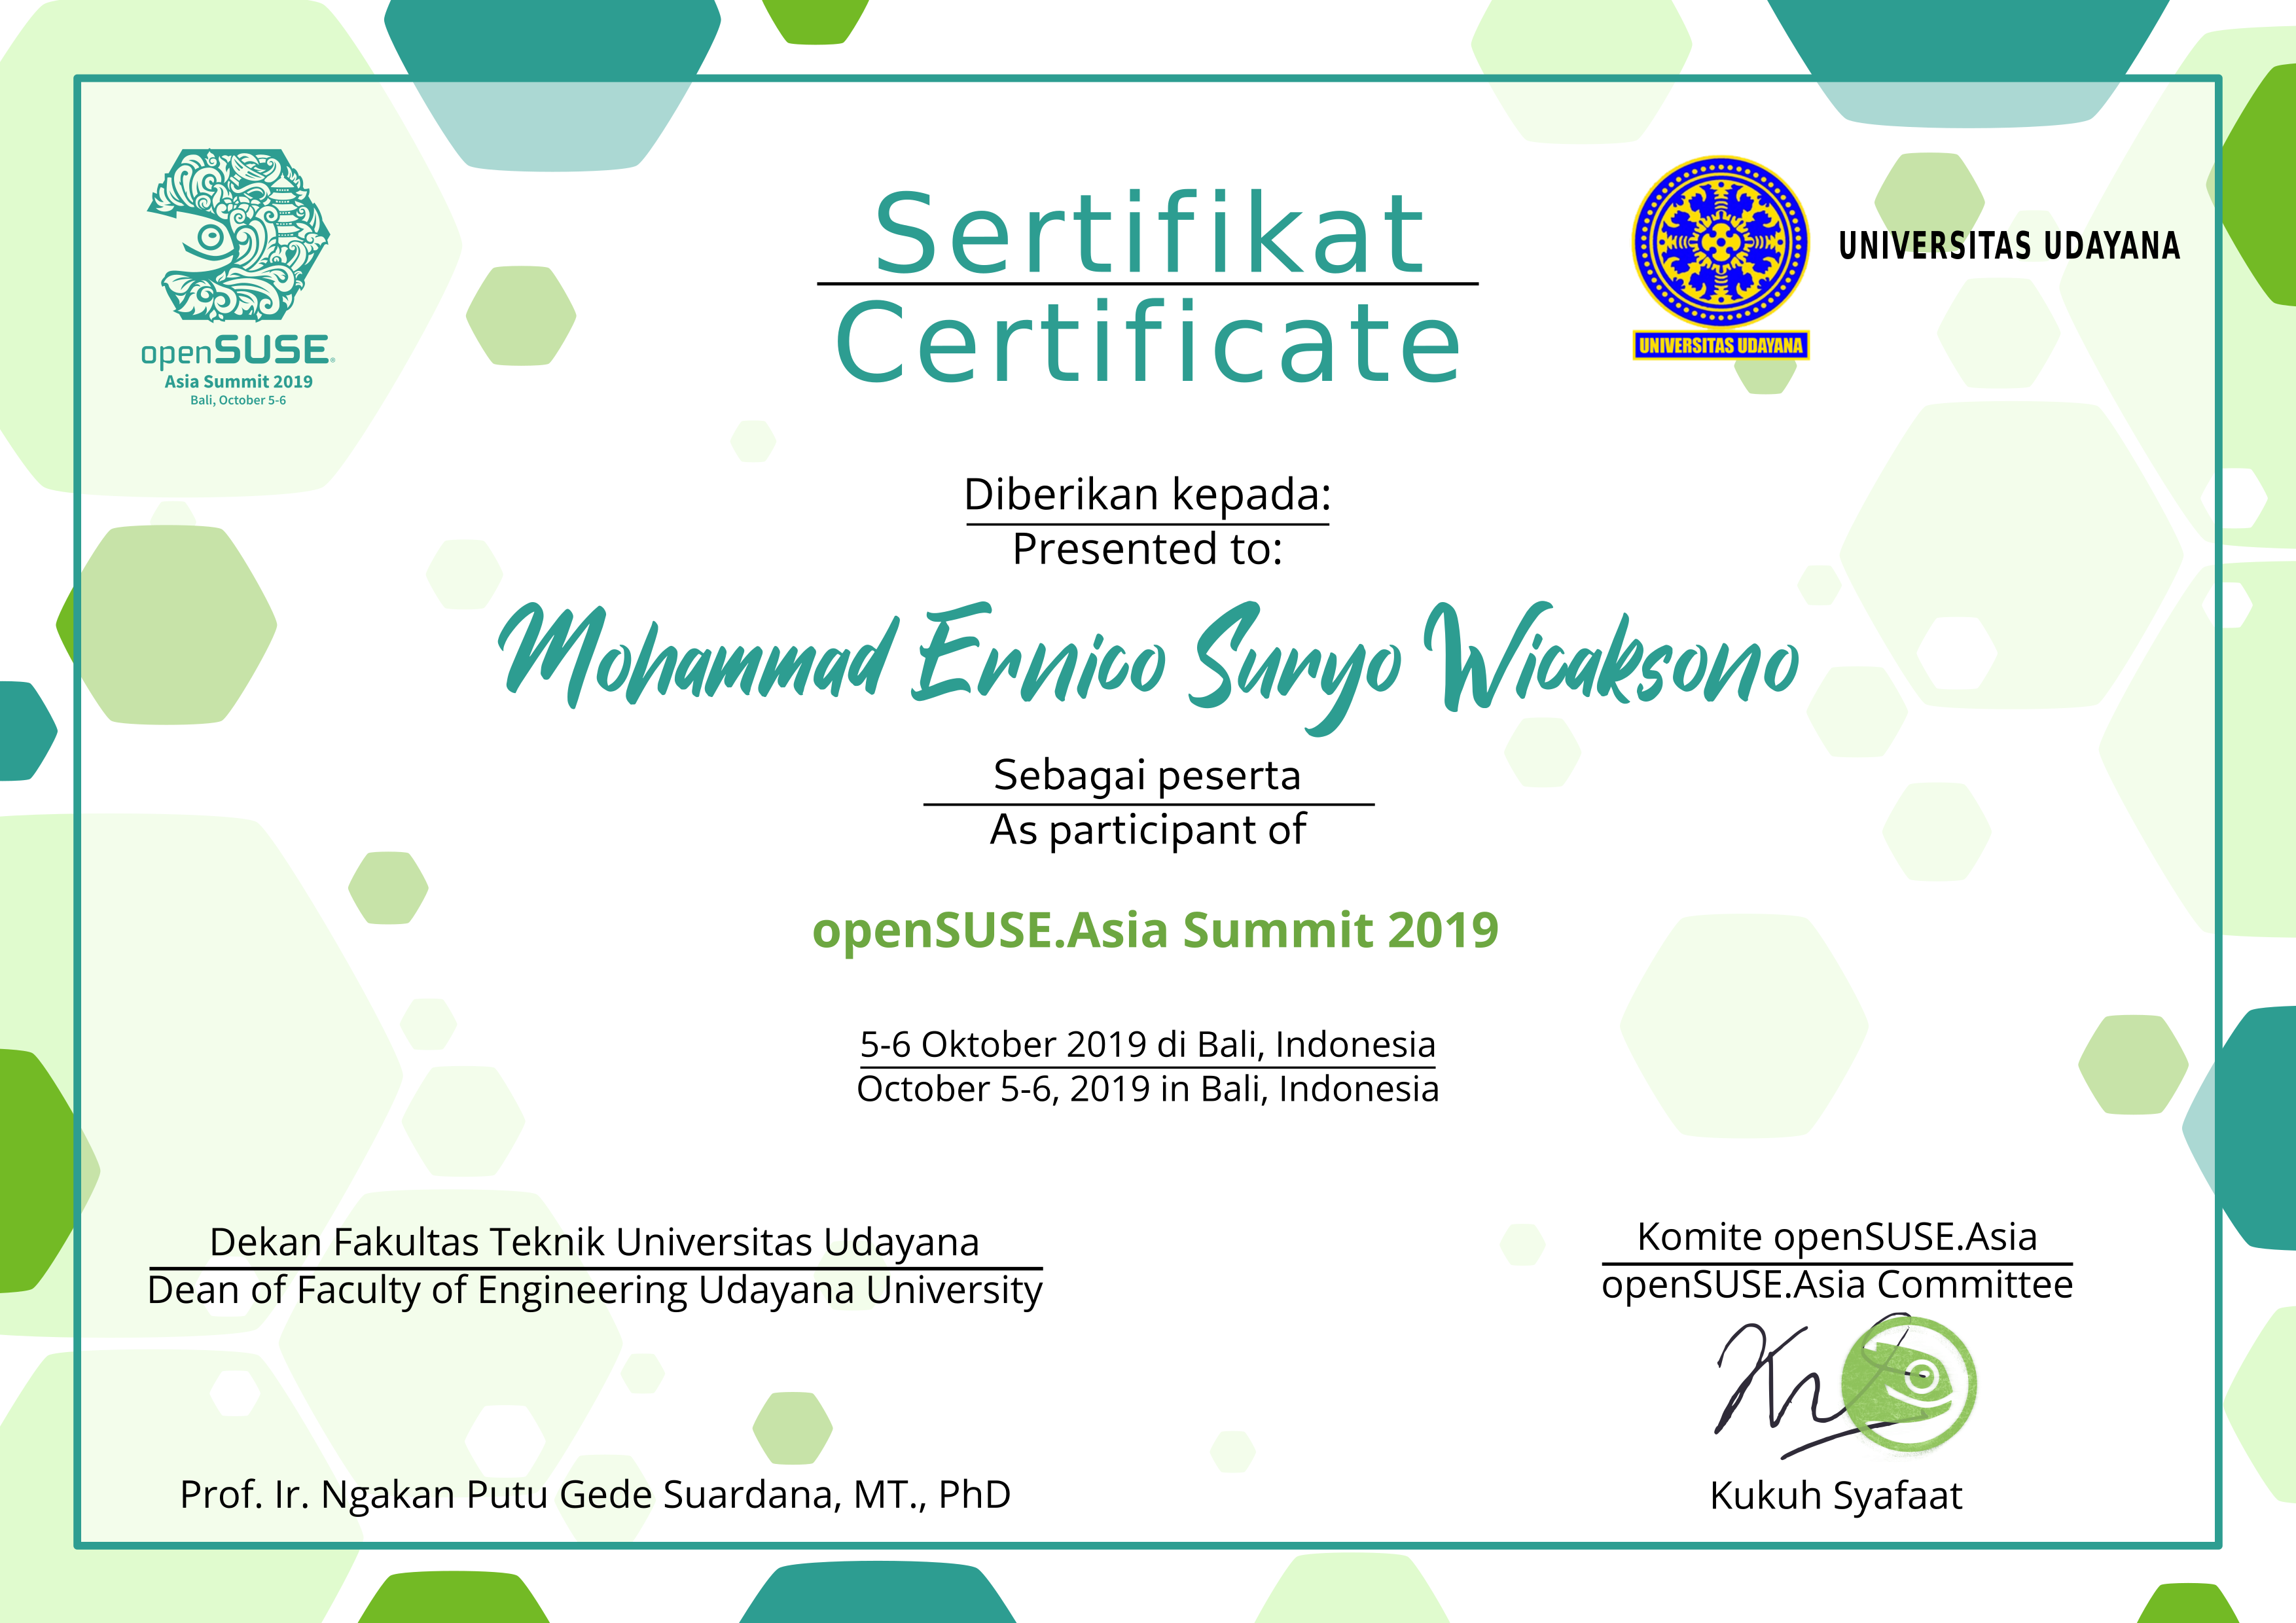 Sertifikat
Certificate
openSUSE
Asia Summit 2019
Bali, October 5-6
UNIVERSITAS UDAYANA
UNIVERSITAS UDAYANA
Diberikan kepada:
Presented to:
Mohammad Ernico Suryo Wicaksono
Sebagai peserta
As participant of
openSUSE.Asia Summit 2019
5-6 Oktober 2019 di Bali, Indonesia
October 5-6, 2019 in Bali, Indonesia
Dekan Fakultas Teknik Universitas Udayana
Dean of Faculty of Engineering Udayana University
Prof. Ir. Ngakan Putu Gede Suardana, MT., PhD
Komite openSUSE.Asia
openSUSE.Asia Committee
Kukuh Syafaat